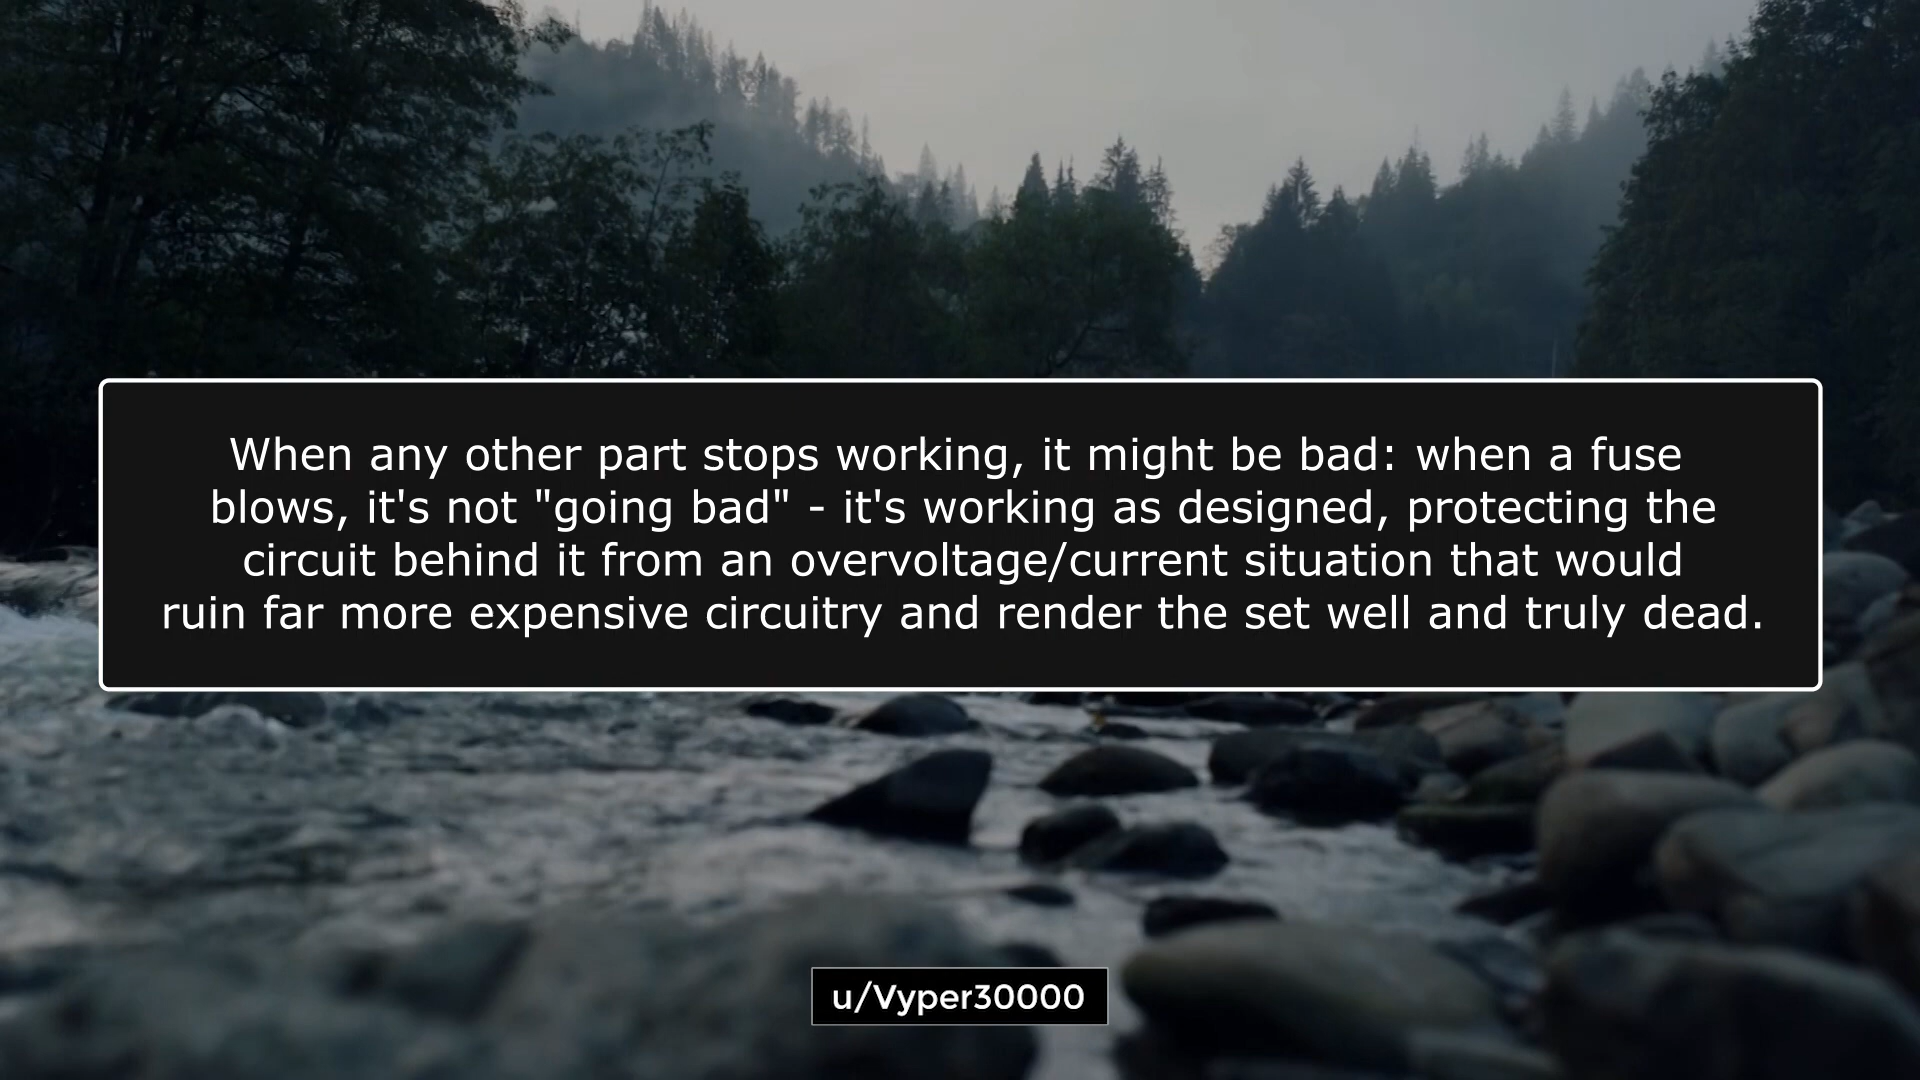 When any other part stops working, it might be bad: when a fuse
blows, it's not "going bad" - it's working as designed, protecting the
circuit behind it from an overvoltage/current situation that would
ruin far more expensive circuitry and render the set well and truly dead.
u/Vyper30000